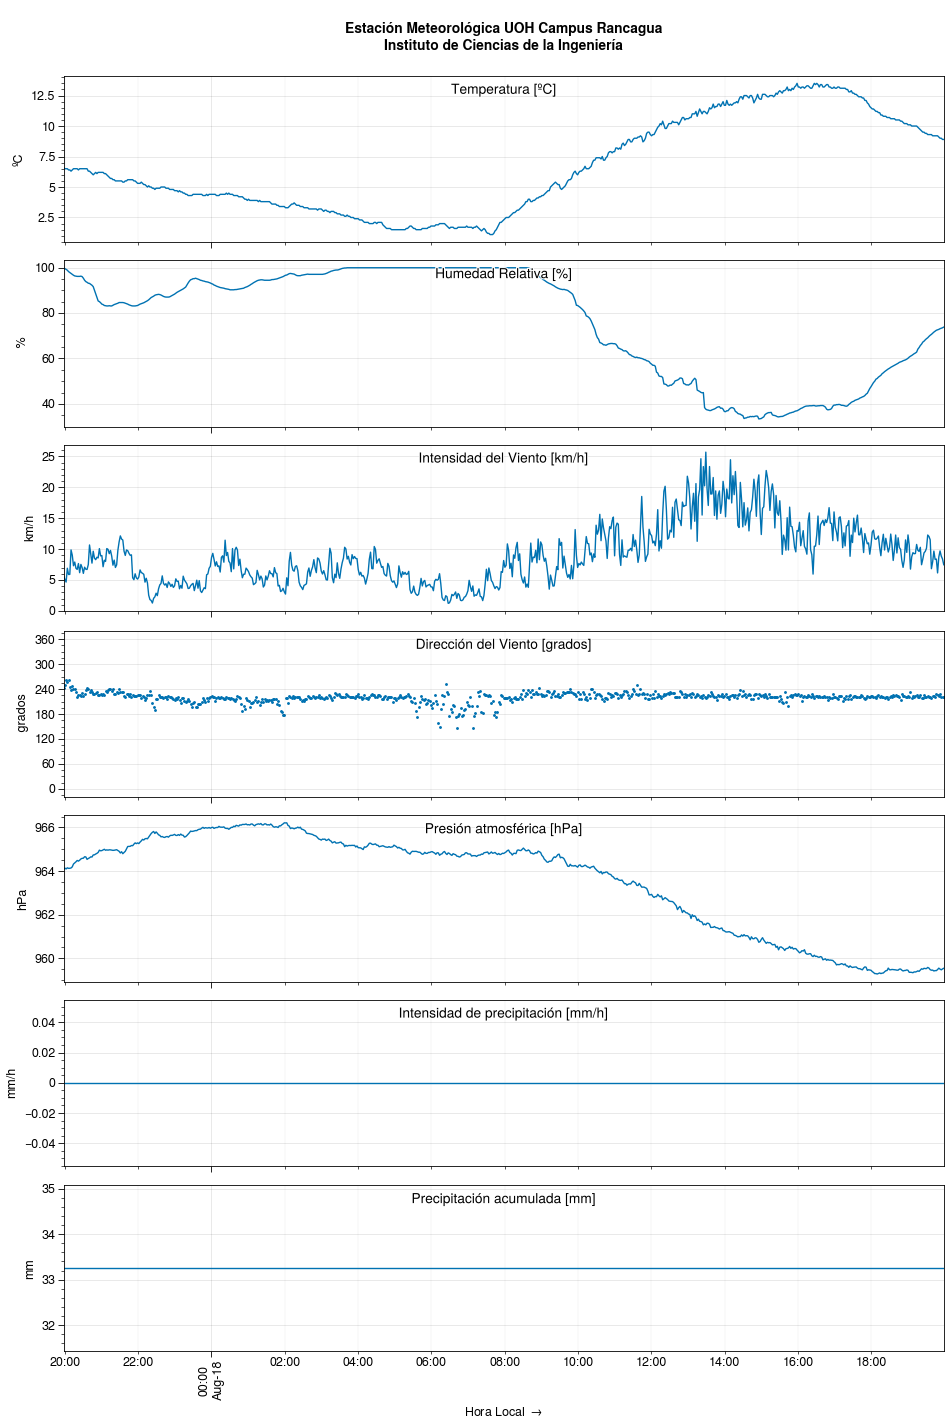 Estación Meteorológica UOH Campus Rancagua
Instituto de Ciencias de la Ingeniería
Temperatura [ºC]
ºC
12.5
10
7.5
5
2.5
Humedad Relativa [%]
%
100
80
60
40
Intensidad del Viento [km/h]
km/h
25
20
15
10
5
0
Dirección del Viento [grados]
grados
360
300
240
180
120
60
0
Presión atmosférica [hPa]
hPa
966
964
962
960
Intensidad de precipitación [mm/h]
mm/h
0.04
0.02
0
−0.02
−0.04
Precipitación acumulada [mm]
mm
35
34
33
32
20:00 22:00 00:00 02:00 04:00 06:00 08:00 10:00 12:00 14:00 16:00 18:00
Aug-18
Hora Local →